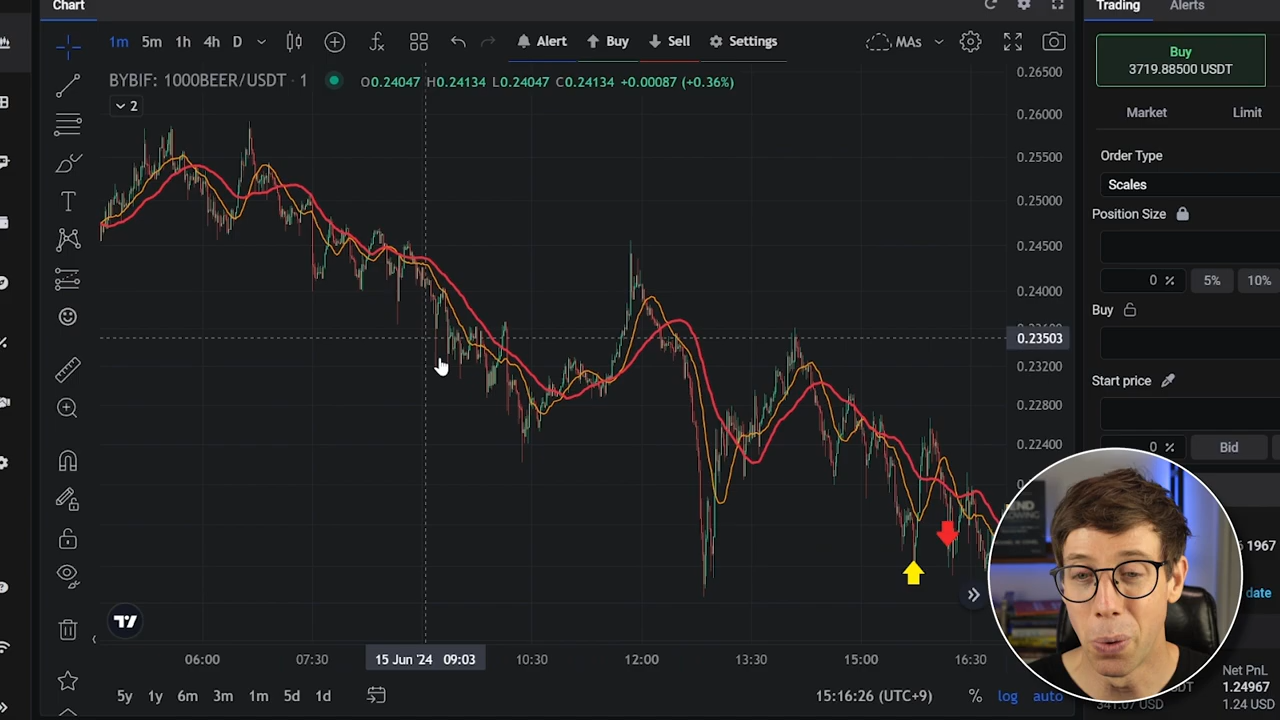 Chart
Trading Alerts
1m 5m 1h 4h D Alert Buy Sell Settings MAs
BYBIF: 1000BEER/USDT · 1 O0.24047 H0.24134 L0.24047 C0.24134 +0.00087 (+0.36%)
2
0.26500
0.26000
0.25500
0.25000
0.24500
0.24000
0.23503
0.23200
0.22800
0.22400
Buy
3719.88500 USDT
Market Limit
Order Type
Scales
Position Size
0 % 5% 10%
Buy
Start price
0 % Bid
1967
date
Net PnL
1.24967
341.07 USD 1.24 USD
06:00 07:30 15 Jun '24 09:03 10:30 12:00 13:30 15:00 16:30
5y 1y 6m 3m 1m 5d 1d 15:16:26 (UTC+9) % log auto